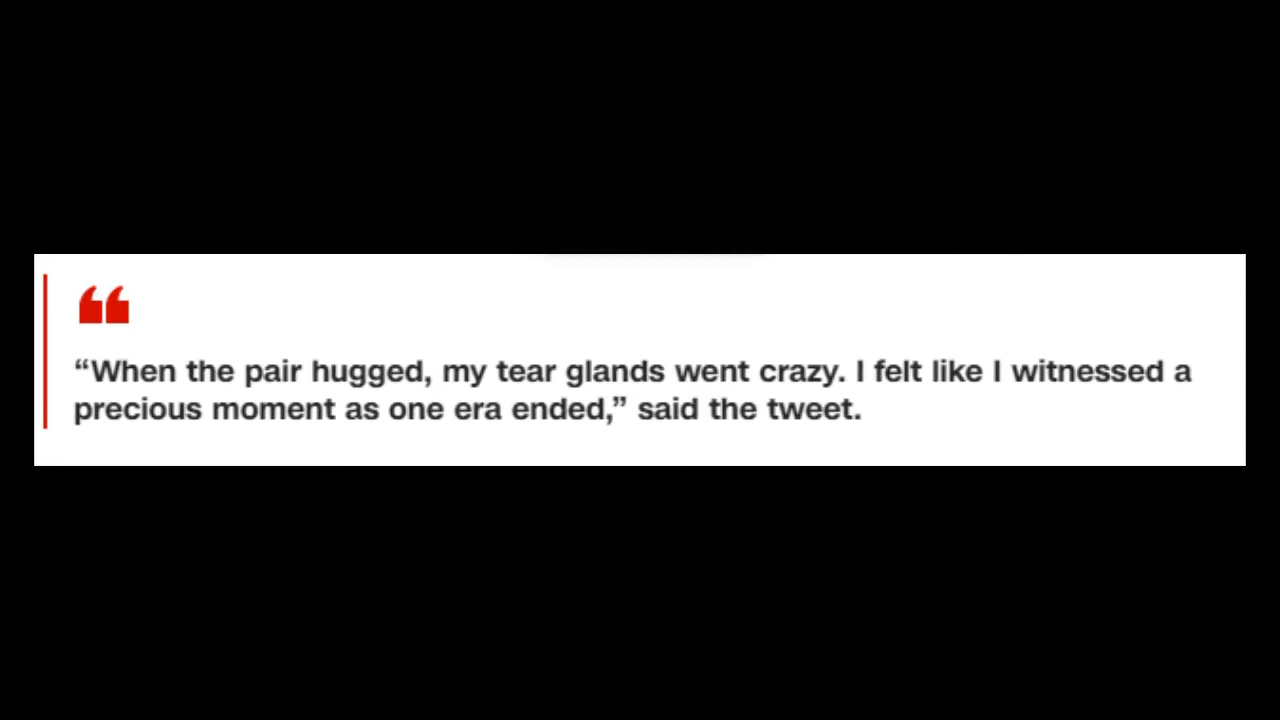 “When the pair hugged, my tear glands went crazy. I felt like I witnessed a
precious moment as one era ended,” said the tweet.